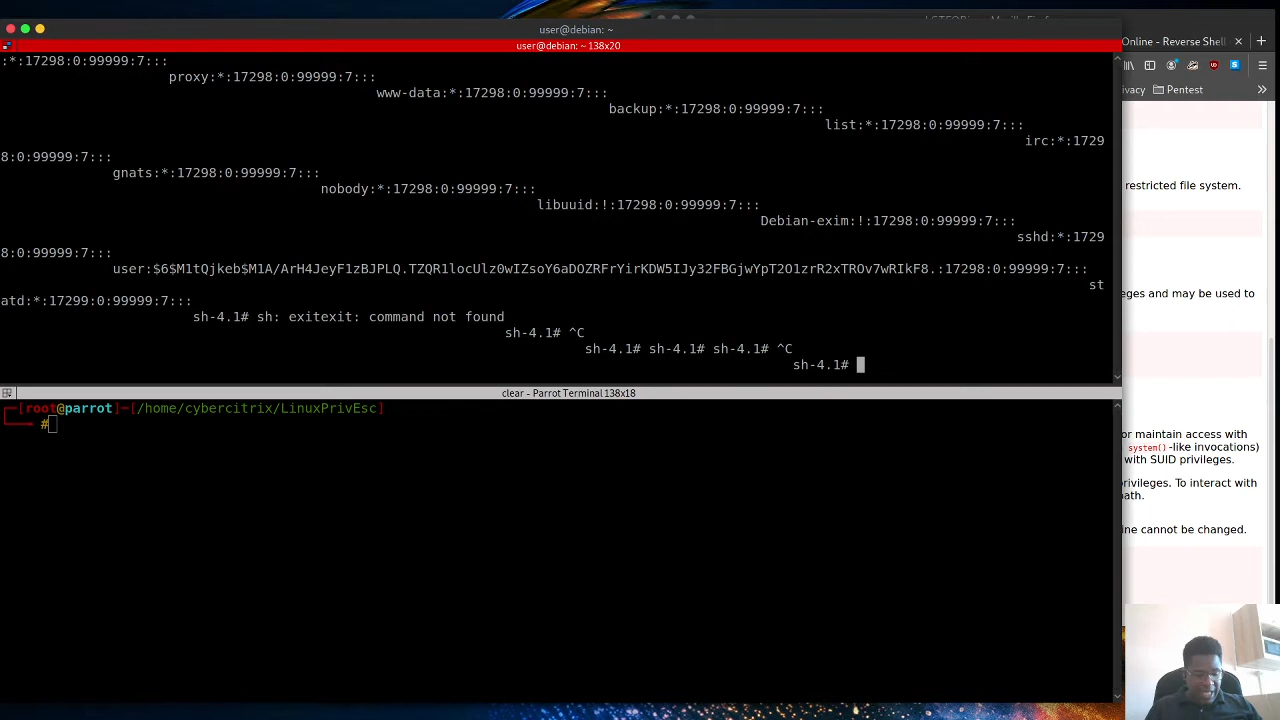 user@debian: ~
Online - Reverse Shell
user@debian: ~ 138x20
:*:17298:0:99999:7:::
proxy:*:17298:0:99999:7:::
www-data:*:17298:0:99999:7:::
backup:*:17298:0:99999:7:::
list:*:17298:0:99999:7:::
irc:*:1729
8:0:99999:7:::
gnats:*:17298:0:99999:7:::
nobody:*:17298:0:99999:7:::
libuuid:!:17298:0:99999:7:::
Debian-exim:!:17298:0:99999:7:::
sshd:*:1729
8:0:99999:7:::
user:$6$M1tQjkeb$M1A/ArH4JeyF1zBJPLQ.TZQR1locUlz0wIZsoY6aDOZRFrYirKDW5IJy32FBGjwYpT2O1zrR2xTROv7wRIkF8.:17298:0:99999:7:::
st
atd:*:17299:0:99999:7:::
sh-4.1# sh: exitexit: command not found
sh-4.1# ^C
sh-4.1# sh-4.1# sh-4.1# ^C
sh-4.1#
clear - Parrot Terminal 138x18
[root@parrot]─[/home/cybercitrix/LinuxPrivEsc]
#
ivacy Pentest
restricted file system.
eges and may be used to
or maintain access with
system()-like invocations)
with SUID privileges.
rivileges. To interact with
path.
ine cannot be changed.